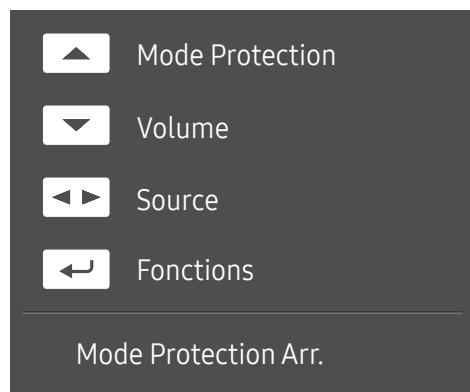 Mode Protection
Volume
Source
Fonctions
Mode Protection Arr.